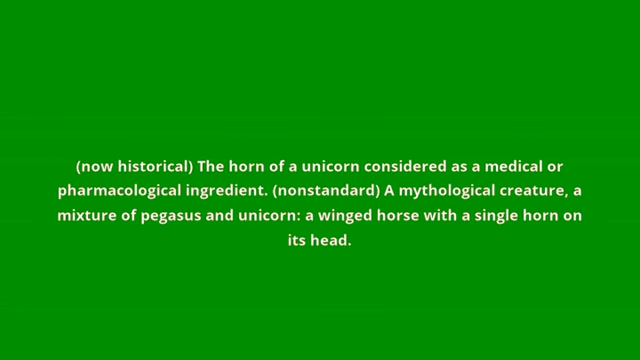 (now historical) The horn of a unicorn considered as a medical or
pharmacological ingredient. (nonstandard) A mythological creature, a
mixture of pegasus and unicorn: a winged horse with a single horn on
its head.